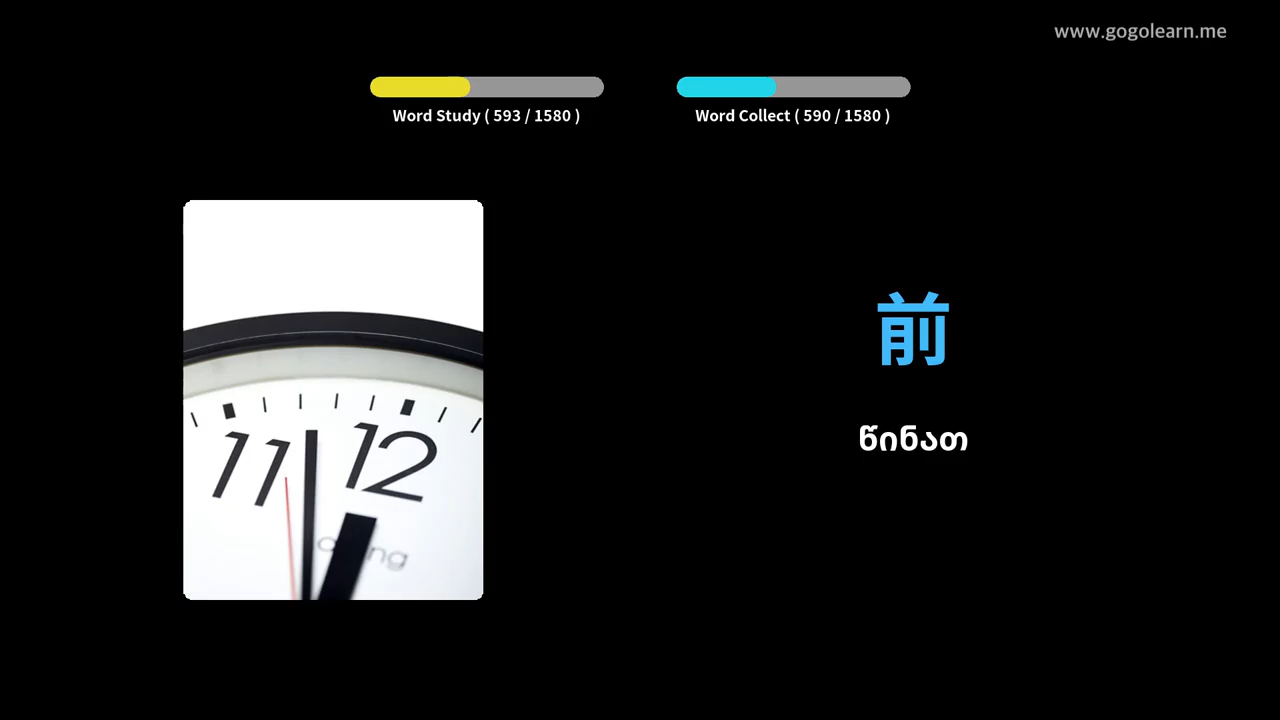 www.gogolearn.me
Word Study ( 593 / 1580 )
Word Collect ( 590 / 1580 )
11 12
前
წინათ